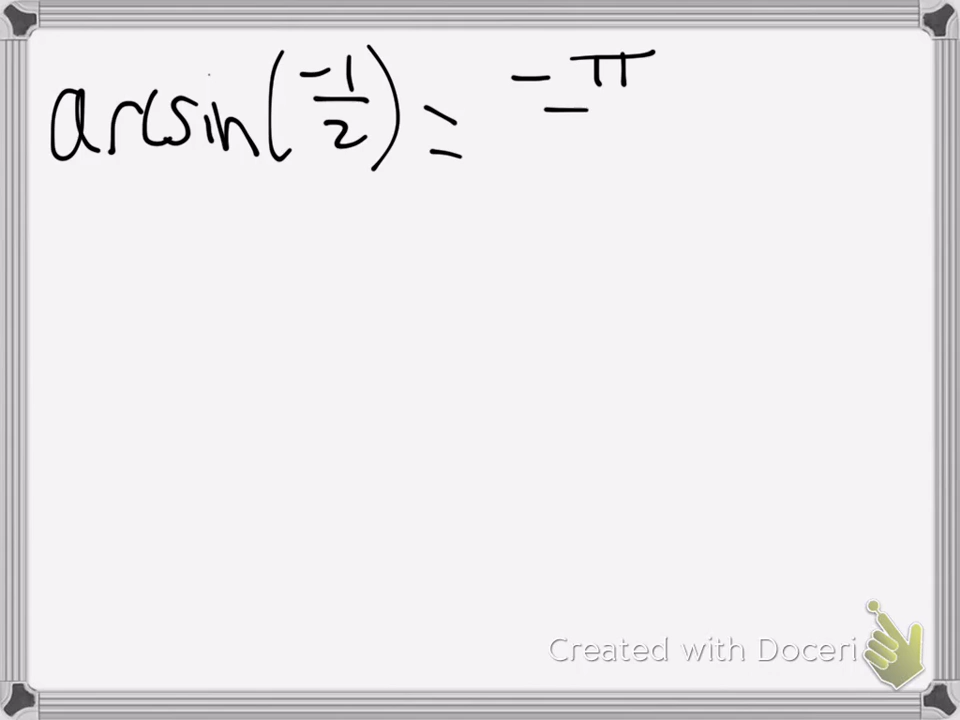 arcsin(-1/2) = -π
Created with Doceri